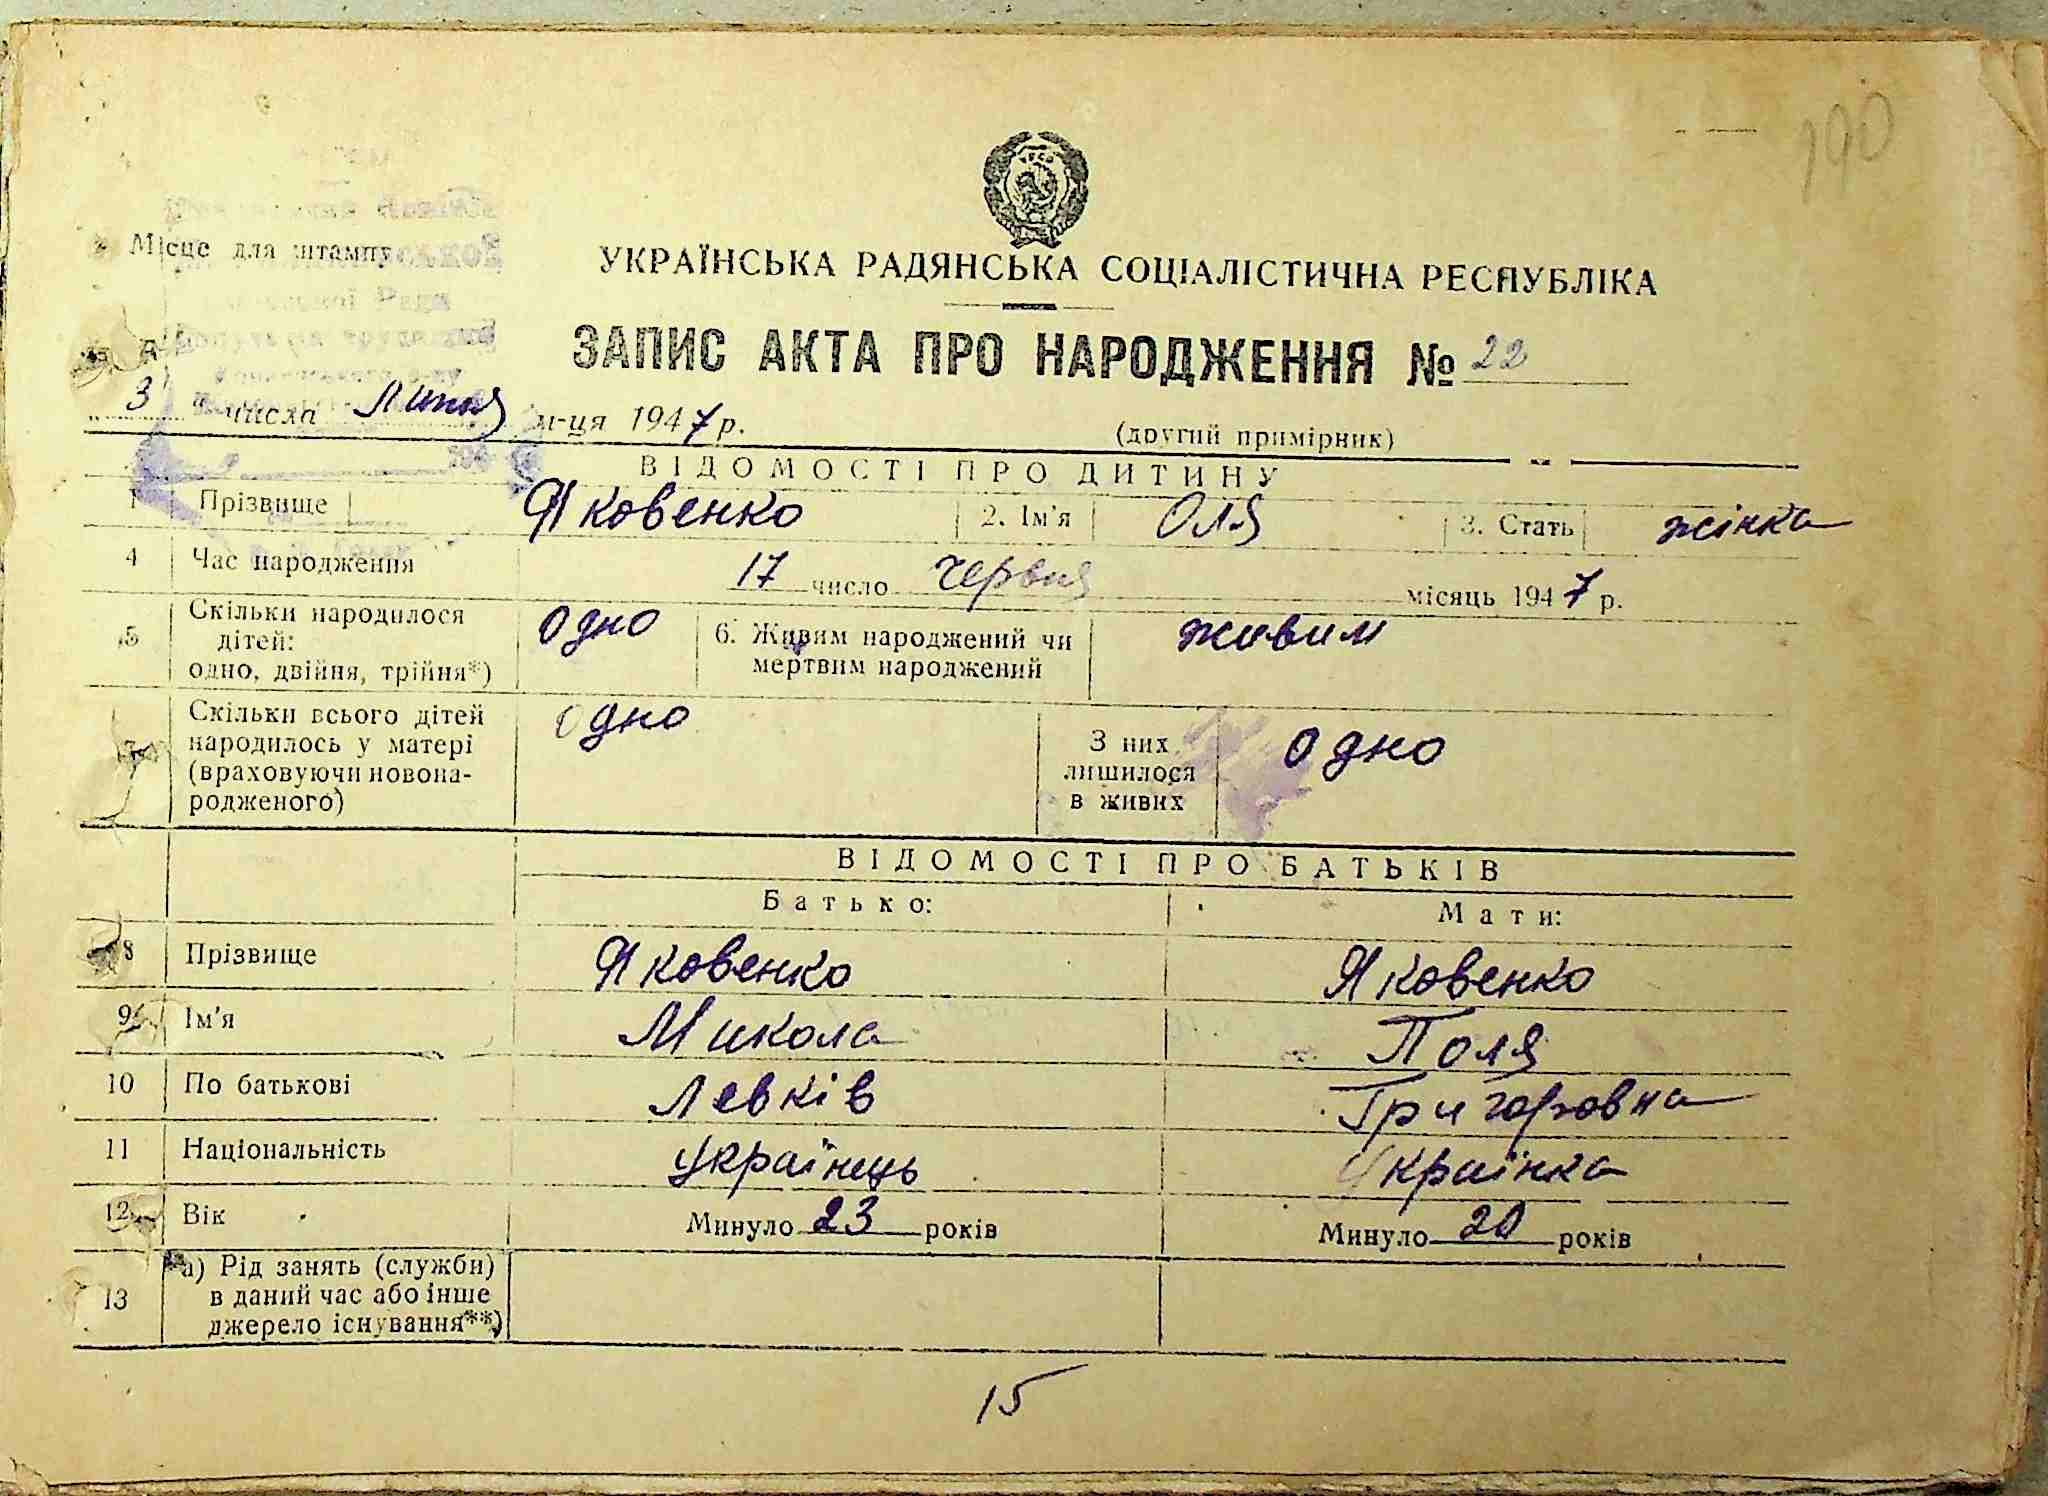 190
Місце для штампу
УКРАЇНСЬКА РАДЯНСЬКА СОЦІАЛІСТИЧНА РЕСПУБЛІКА
ЗАПИС АКТА ПРО НАРОДЖЕННЯ № 22
„ 3 " числа Липня м-ця 1947 р.
(другий примірник)
ВІДОМОСТІ ПРО ДИТИНУ
1 Прізвище Яковенко 2. Ім'я Оля 3. Стать жінка
4 Час народження 17 число червня місяць 1947 р.
5 Скільки народилося дітей: одно, двійня, трійня*) одно 6. Живим народжений чи мертвим народжений живим
7 Скільки всього дітей народилось у матері (враховуючи новонародженого) одно З них лишилося в живих одно
ВІДОМОСТІ ПРО БАТЬКІВ
Батько: Мати:
8 Прізвище Яковенко Яковенко
9 Ім'я Микола Поля
10 По батькові Левків Григоровна
11 Національність українець Українка
12 Вік Минуло 23 років Минуло 20 років
13 а) Рід занять (служби)
в даний час або інше
джерело існування**)
15